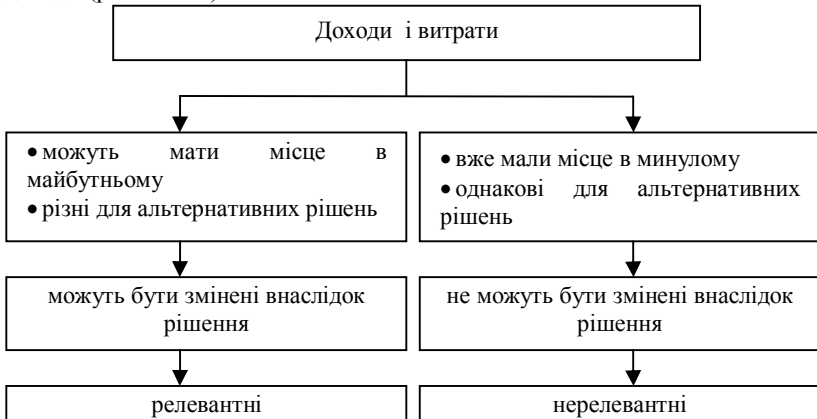 Доходи і витрати
• можуть мати місце в
майбутньому
• різні для альтернативних рішень
• вже мали місце в минулому
• однакові для альтернативних
рішень
можуть бути змінені внаслідок
рішення
не можуть бути змінені внаслідок
рішення
релевантні
нерелевантні